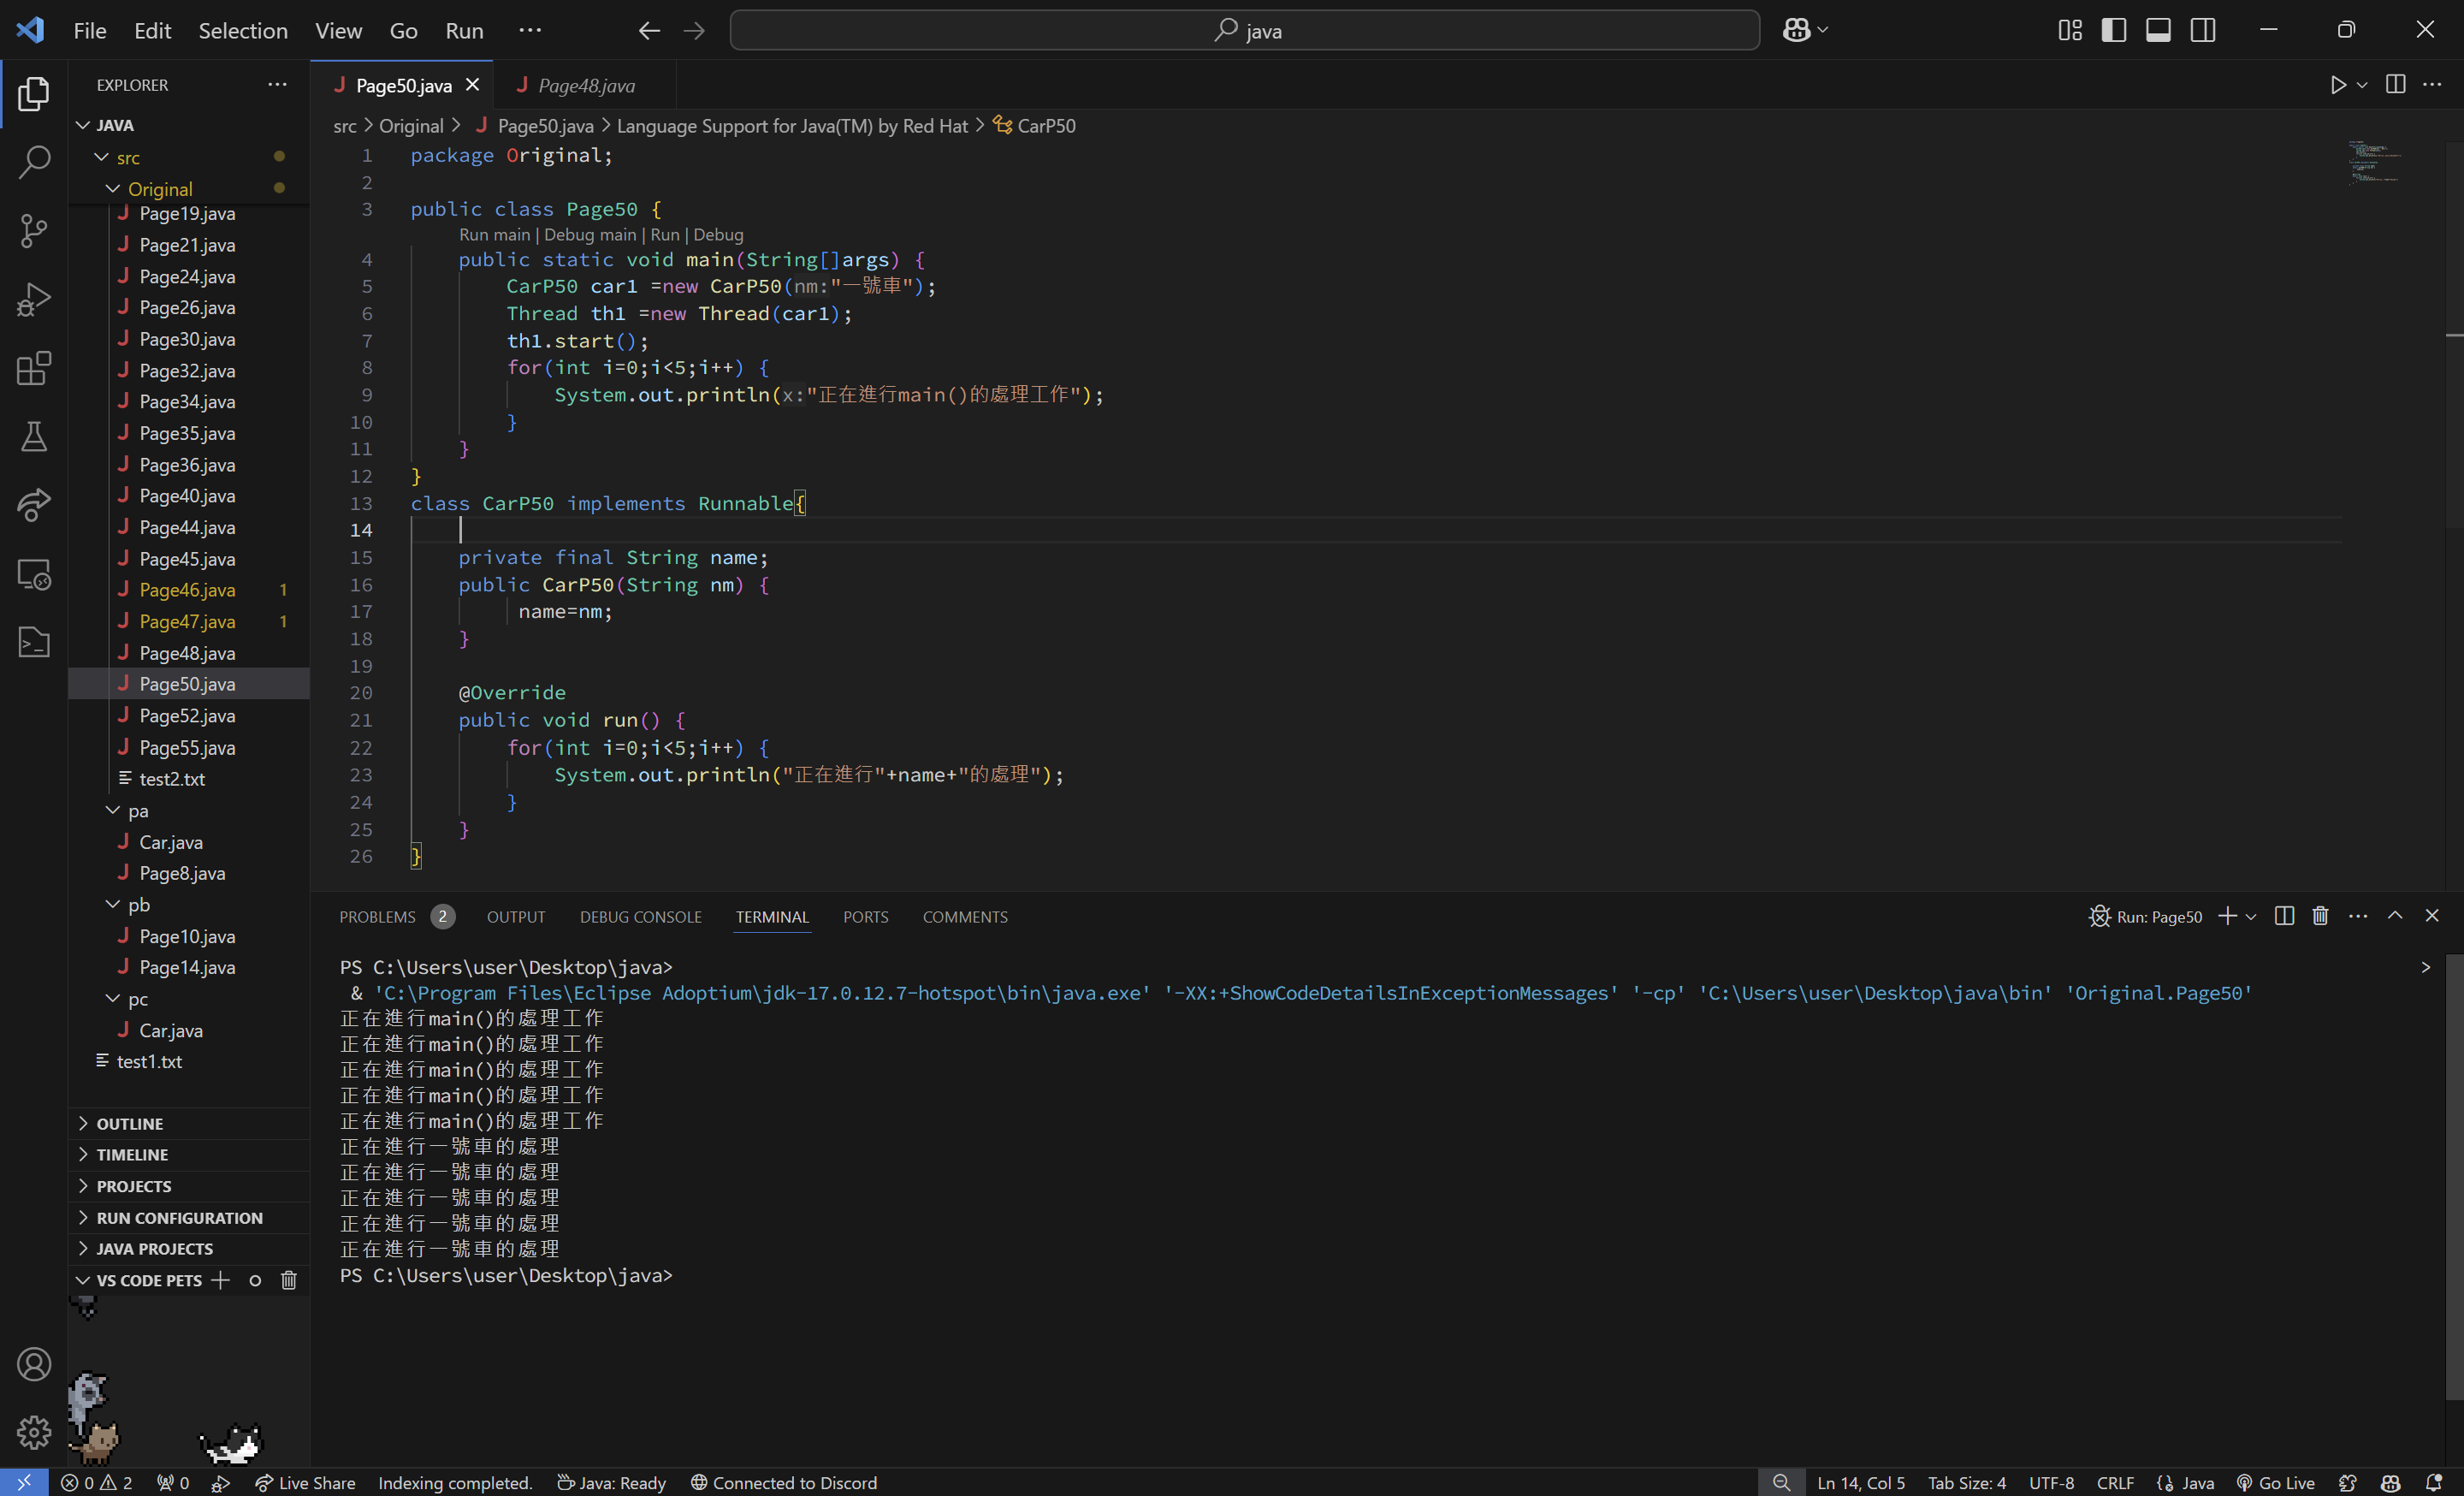 File Edit Selection View Go Run ··· java
EXPLORER ···
JAVA
src
Original
Page19.java
Page21.java
Page24.java
Page26.java
Page30.java
Page32.java
Page34.java
Page35.java
Page36.java
Page40.java
Page44.java
Page45.java
Page46.java 1
Page47.java 1
Page48.java
Page50.java
Page52.java
Page55.java
test2.txt
pa
Car.java
Page8.java
pb
Page10.java
Page14.java
pc
Car.java
test1.txt
OUTLINE
TIMELINE
PROJECTS
RUN CONFIGURATION
JAVA PROJECTS
VS CODE PETS
J Page50.java J Page48.java
src > Original > J Page50.java > Language Support for Java(TM) by Red Hat > CarP50
1 package Original;
2
3 public class Page50 {
Run main | Debug main | Run | Debug
4 public static void main(String[]args) {
5 CarP50 car1 =new CarP50(nm:"一號車");
6 Thread th1 =new Thread(car1);
7 th1.start();
8 for(int i=0;i<5;i++) {
9 System.out.println(x:"正在進行main()的處理工作");
10 }
11 }
12 }
13 class CarP50 implements Runnable{
14
15 private final String name;
16 public CarP50(String nm) {
17 name=nm;
18 }
19
20 @Override
21 public void run() {
22 for(int i=0;i<5;i++) {
23 System.out.println("正在進行"+name+"的處理");
24 }
25 }
26 }
PROBLEMS 2 OUTPUT DEBUG CONSOLE TERMINAL PORTS COMMENTS Run: Page50
PS C:\Users\user\Desktop\java>
& 'C:\Program Files\Eclipse Adoptium\jdk-17.0.12.7-hotspot\bin\java.exe' '-XX:+ShowCodeDetailsInExceptionMessages' '-cp' 'C:\Users\user\Desktop\java\bin' 'Original.Page50'
正在進行main()的處理工作
正在進行main()的處理工作
正在進行main()的處理工作
正在進行main()的處理工作
正在進行main()的處理工作
正在進行一號車的處理
正在進行一號車的處理
正在進行一號車的處理
正在進行一號車的處理
正在進行一號車的處理
PS C:\Users\user\Desktop\java>
0 2 0 Live Share Indexing completed. Java: Ready Connected to Discord Ln 14, Col 5 Tab Size: 4 UTF-8 CRLF Java Go Live